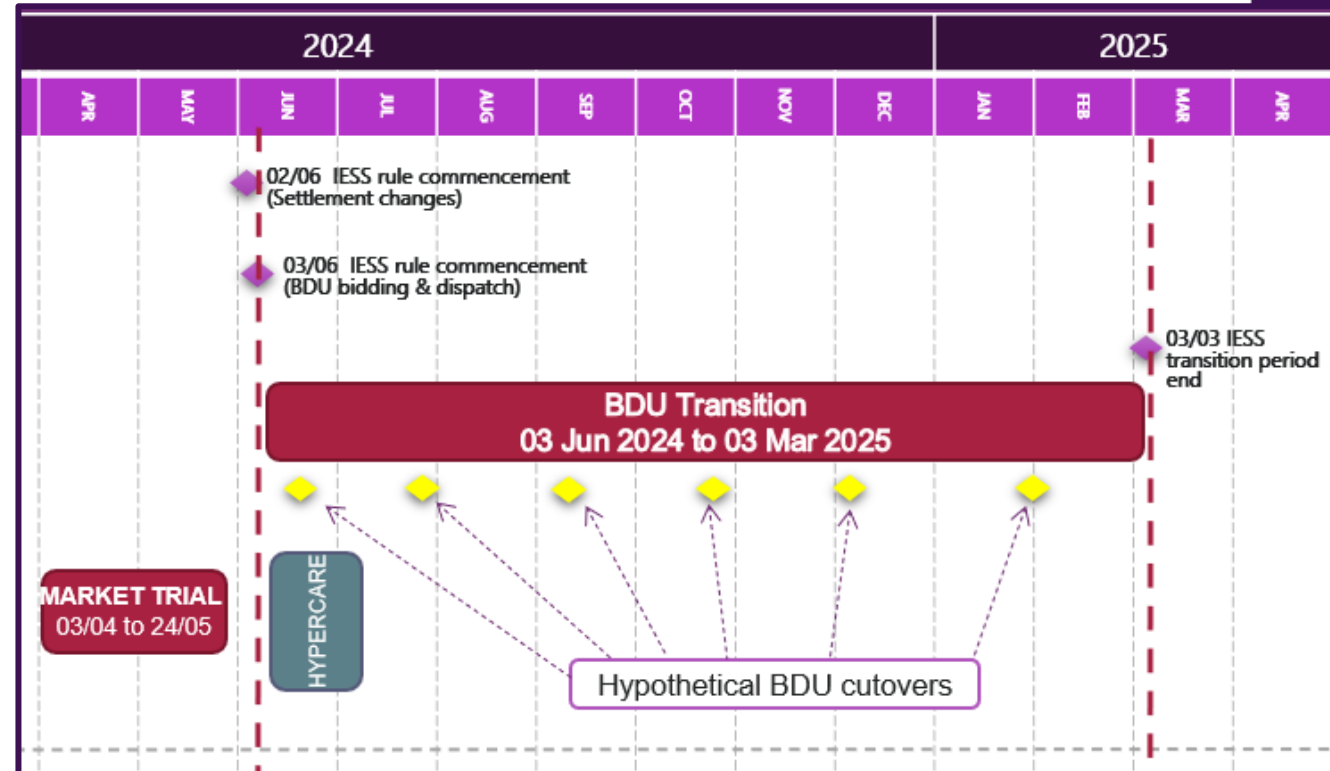 2024
2025
APR
MAY
JUN
JUL
AUG
SEP
OCT
NOV
DEC
JAN
FEB
MAR
APR
02/06 IESS rule commencement
(Settlement changes)
03/06 IESS rule commencement
(BDU bidding & dispatch)
03/03 IESS
transition period
end
BDU Transition
03 Jun 2024 to 03 Mar 2025
MARKET TRIAL
03/04 to 24/05
HYPERCARE
Hypothetical BDU cutovers